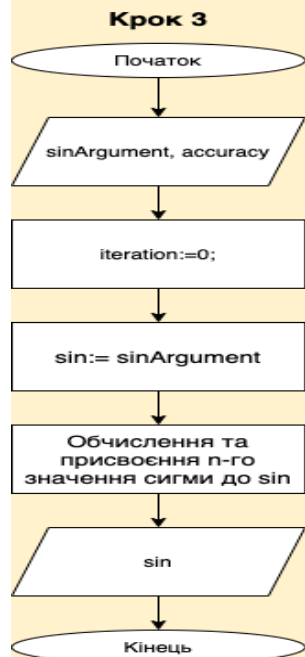 Крок 3
Початок
sinArgument, accuracy
iteration:=0;
sin:= sinArgument
Обчислення та
присвоєння n-го
значення сигми до sin
sin
Кінець